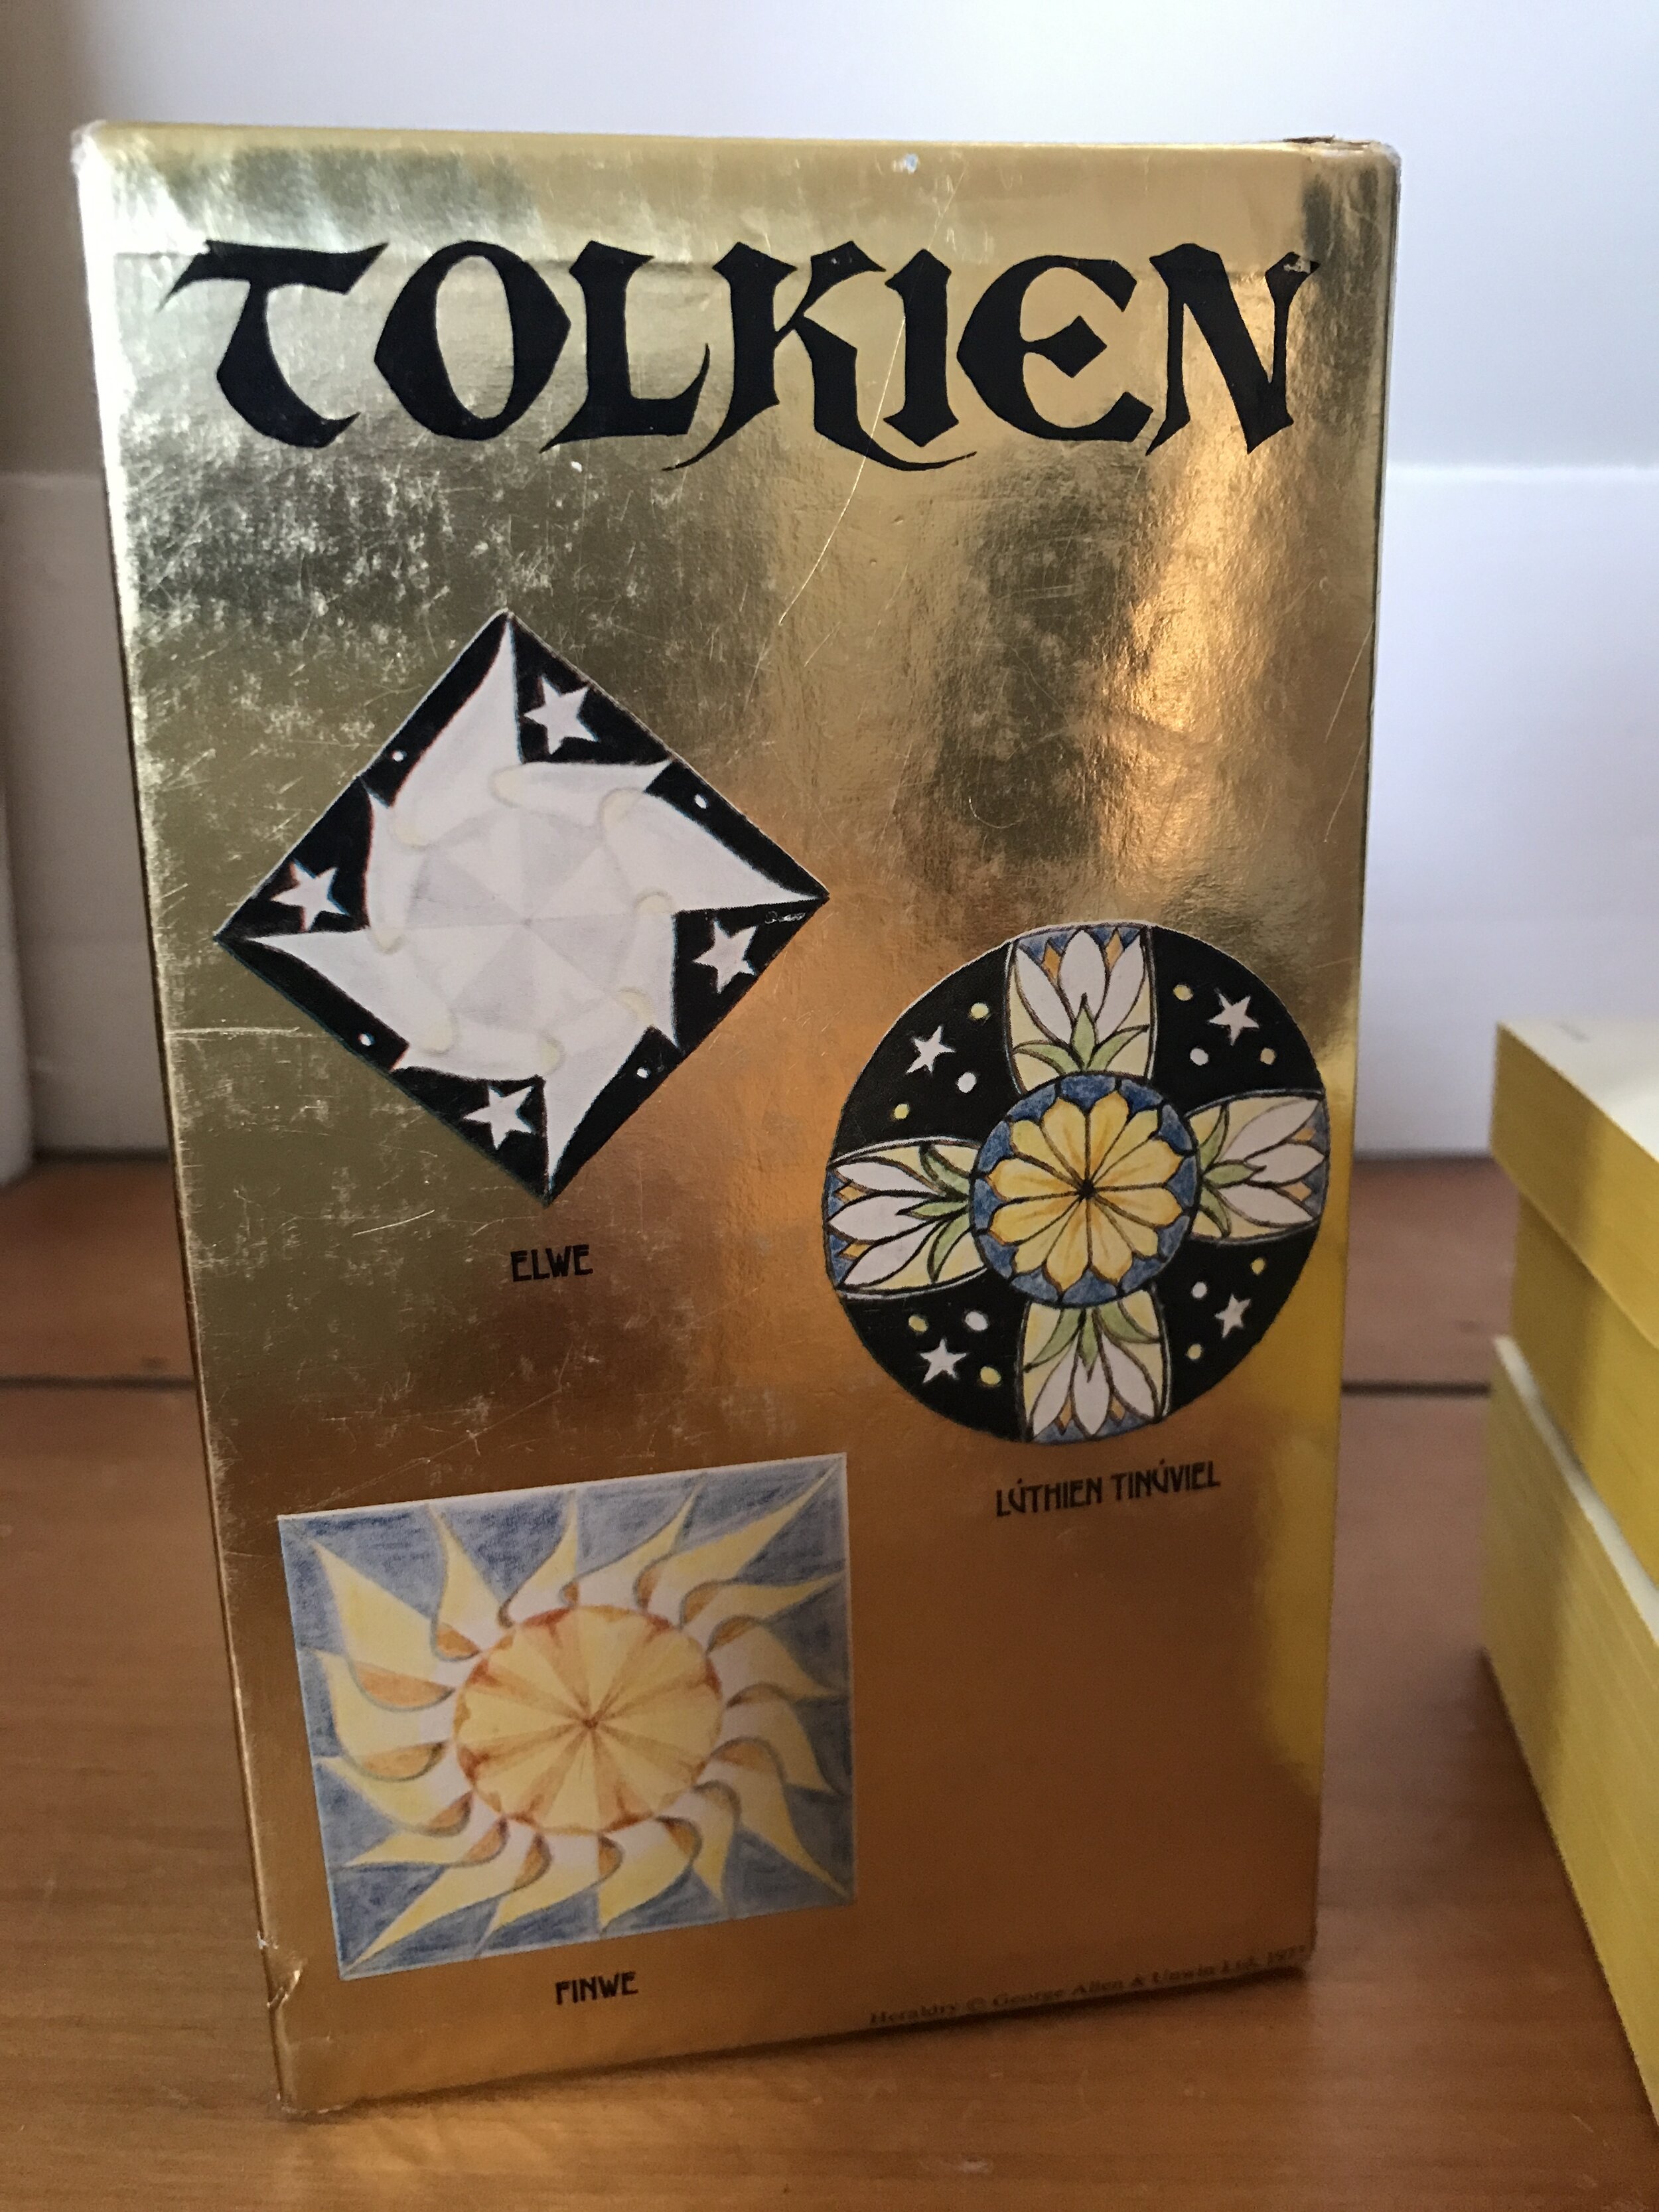 TOLKIEN
ELWE
LÚTHIEN TINÚVIEL
FINWE
Heraldry © George Allen & Unwin Ltd,